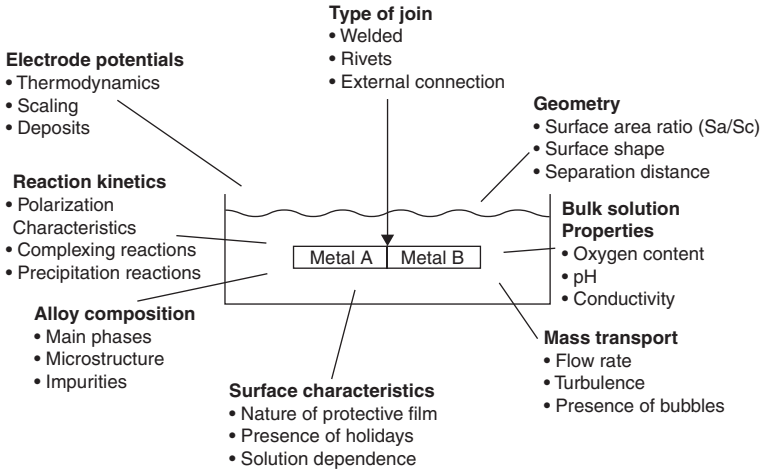 Type of join
• Welded
• Rivets
• External connection
Electrode potentials
• Thermodynamics
• Scaling
• Deposits
Geometry
• Surface area ratio (Sa/Sc)
• Surface shape
• Separation distance
Reaction kinetics
• Polarization
Characteristics
• Complexing reactions
• Precipitation reactions
Metal A
Metal B
Bulk solution
Properties
• Oxygen content
• pH
• Conductivity
Alloy composition
• Main phases
• Microstructure
• Impurities
Mass transport
• Flow rate
• Turbulence
• Presence of bubbles
Surface characteristics
• Nature of protective film
• Presence of holidays
• Solution dependence